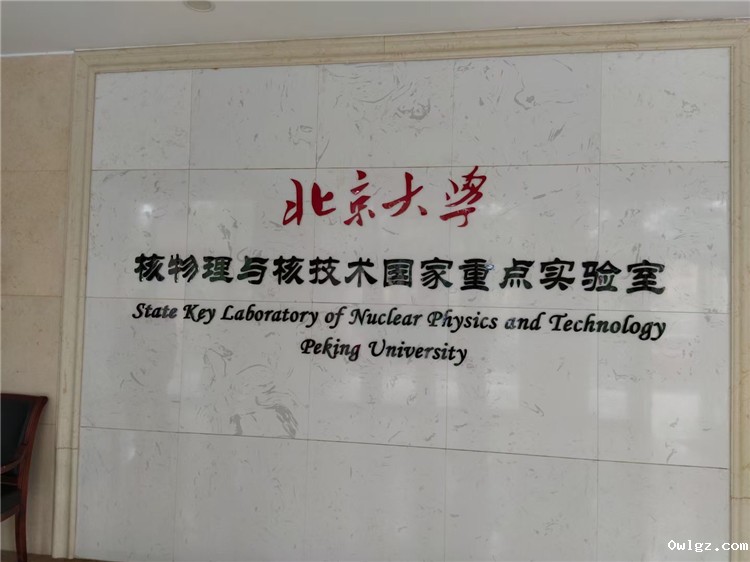 北京大学
核物理与核技术国家重点实验室
State Key Laboratory of Nuclear Physics and Technology
Peking University
Owlgz.com